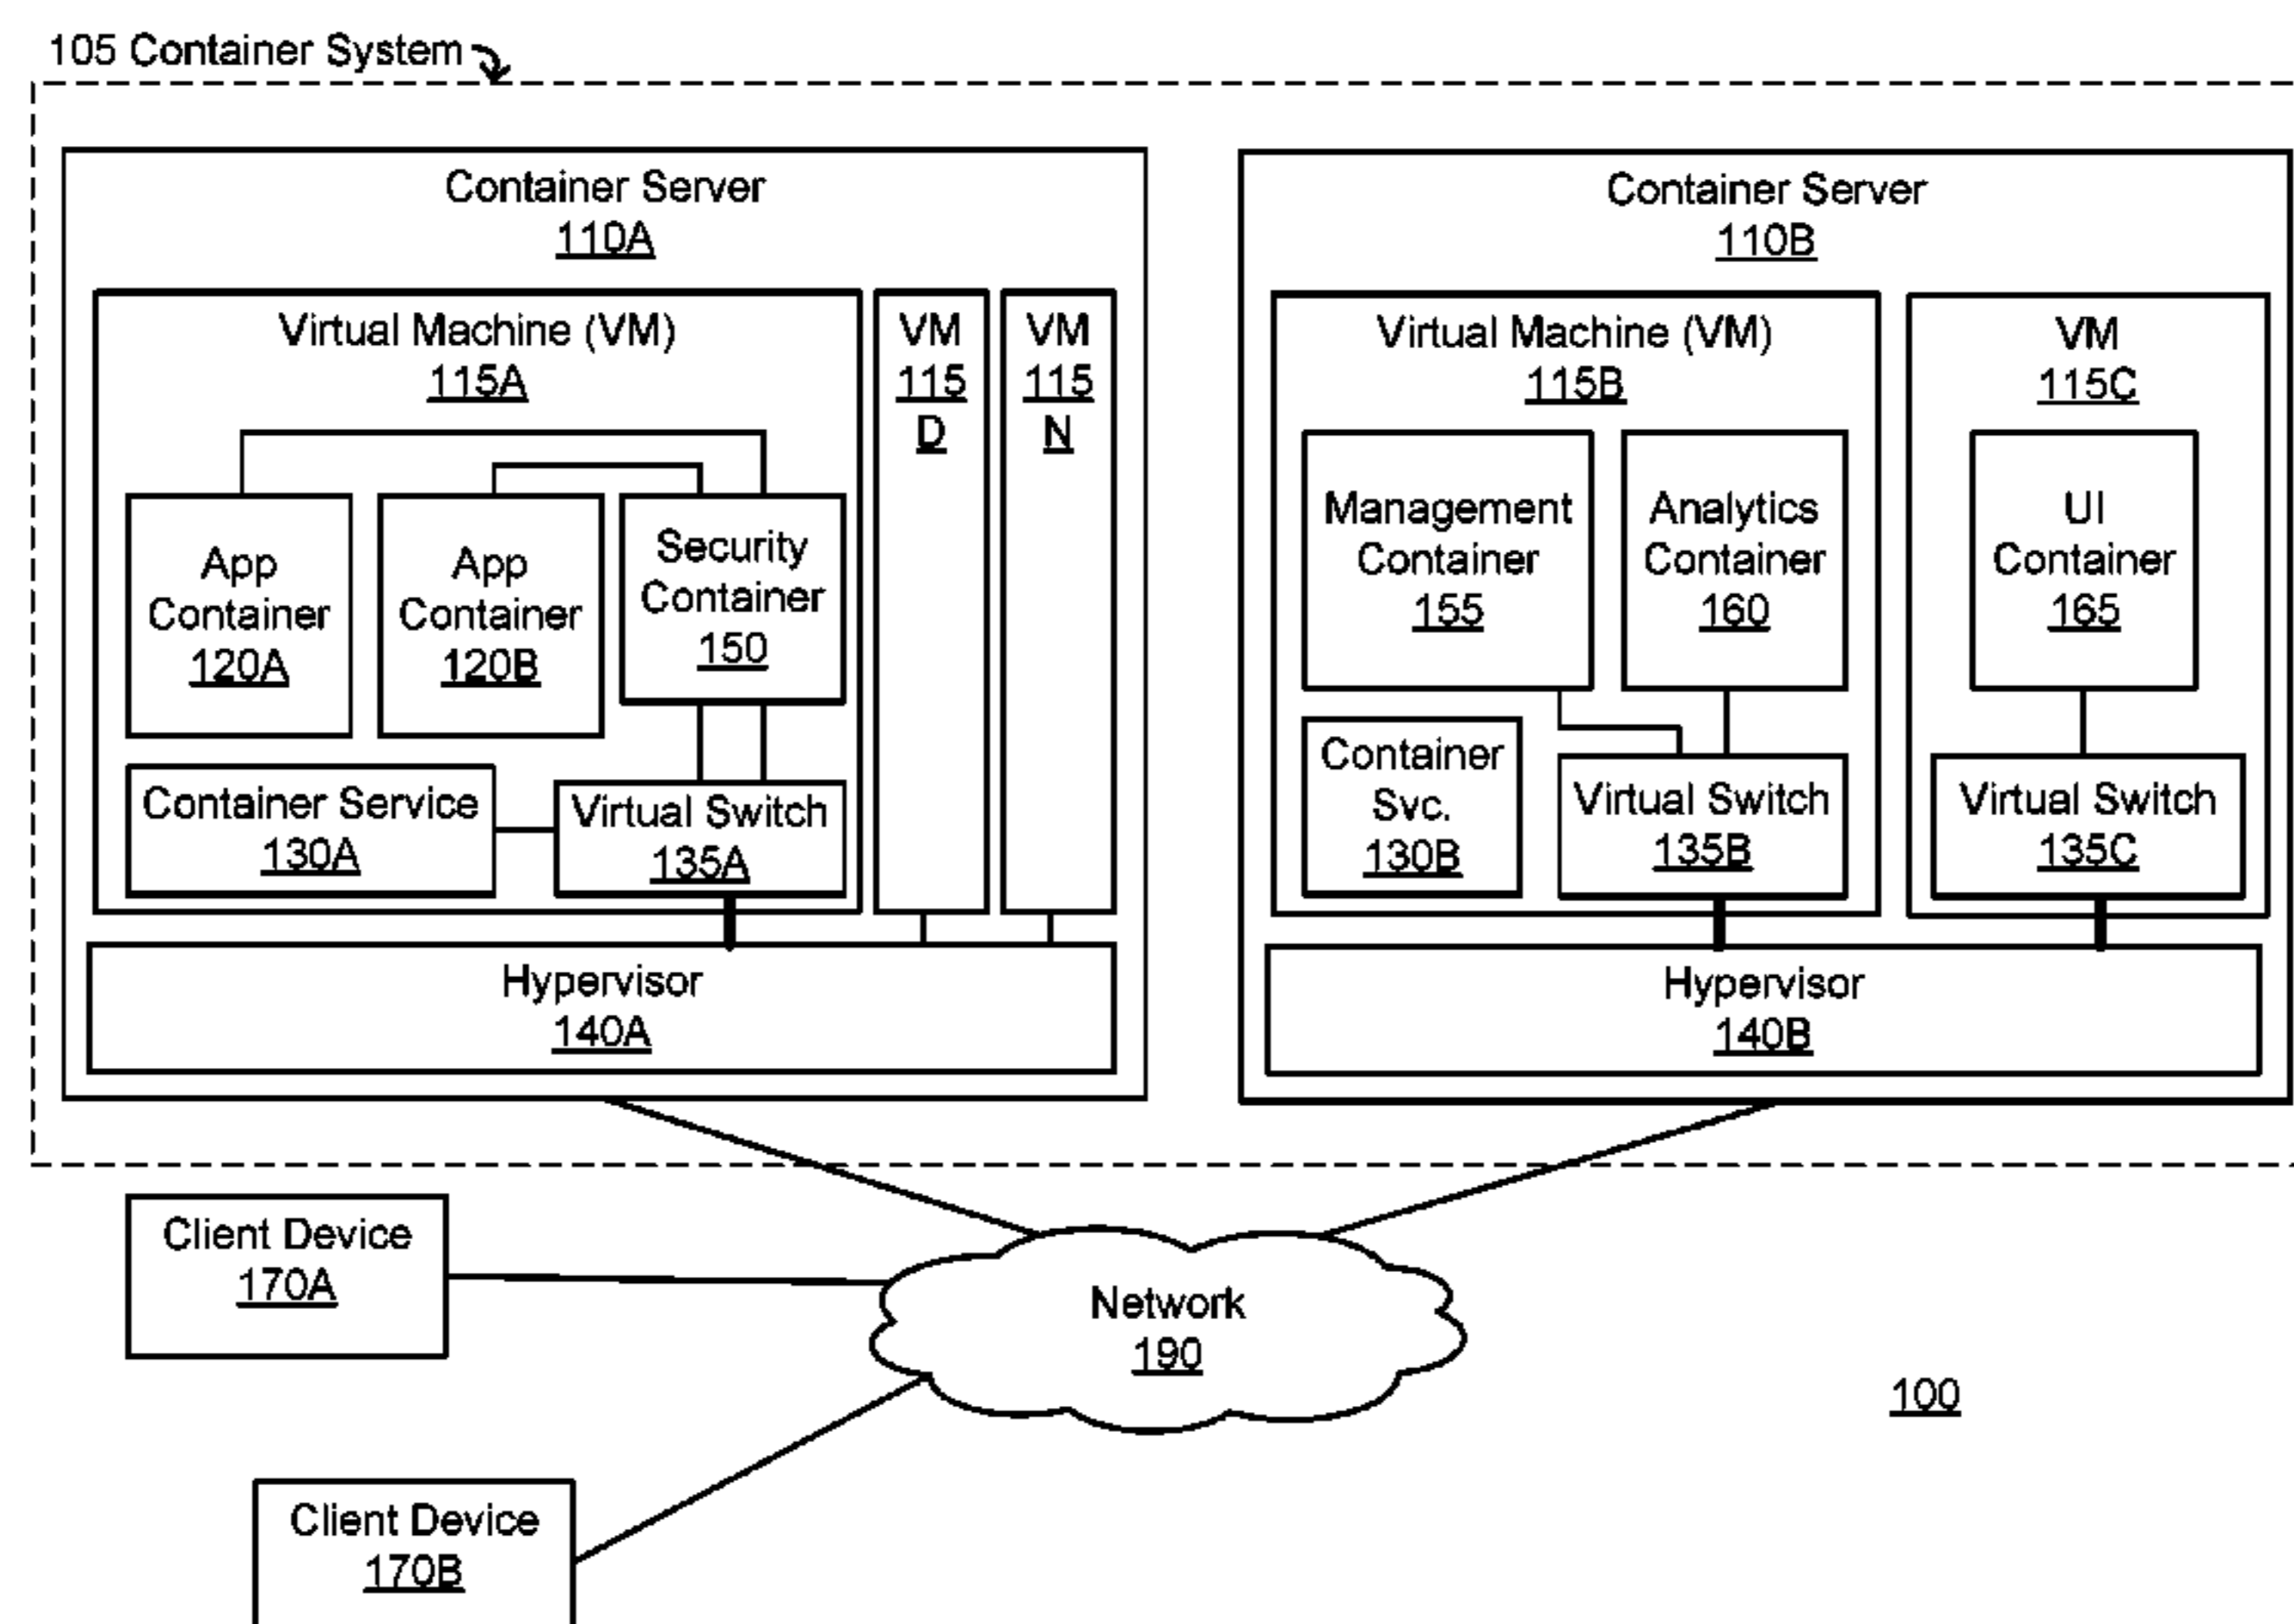 105 Container System
Container Server
110A
Virtual Machine (VM)
115A
VM
115
D
VM
115
N
App
Container
120A
App
Container
120B
Security
Container
150
Container Service
130A
Virtual Switch
135A
Hypervisor
140A
Container Server
110B
Virtual Machine (VM)
115B
VM
115C
Management
Container
155
Analytics
Container
160
UI
Container
165
Container
Svc.
130B
Virtual Switch
135B
Virtual Switch
135C
Hypervisor
140B
Client Device
170A
Network
190
100
Client Device
170B